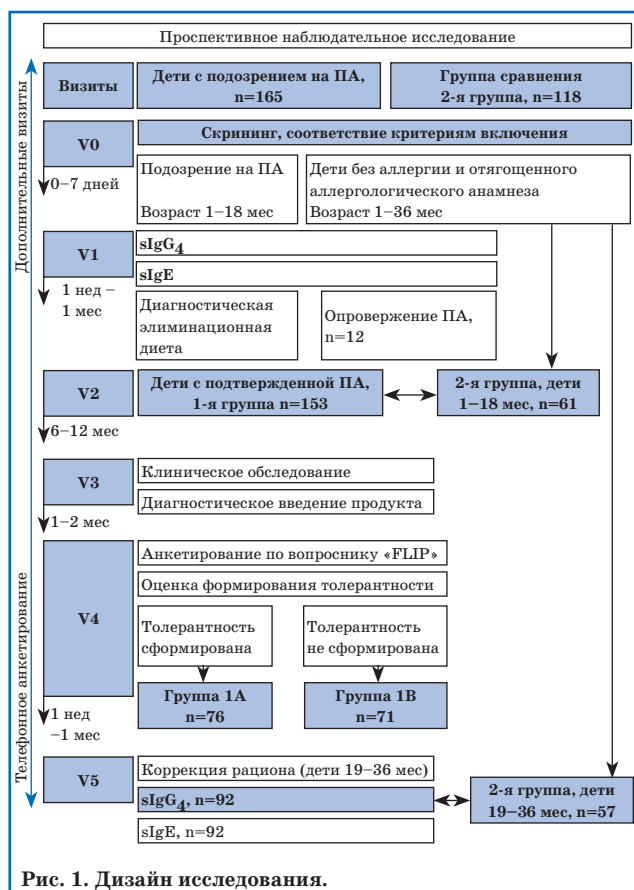 Проспективное наблюдательное исследование
Визиты
Дети с подозрением на ПА,
n=165
Группа сравнения
2-я группа, n=118
Дополнительные визиты
V0
Скрининг, соответствие критериям включения
0–7 дней
Подозрение на ПА
Возраст 1–18 мес
Дети без аллергии и отягощенного
аллергологического анамнеза
Возраст 1–36 мес
V1
sIgG4
sIgE
1 нед –
1 мес
Диагностическая
элиминационная
диета
Опровержение ПА,
n=12
V2
Дети с подтвержденной ПА,
1-я группа n=153
2-я группа, дети
1–18 мес, n=61
6–12 мес
V3
Клиническое обследование
Диагностическое введение продукта
1–2 мес
Телефонное анкетирование
V4
Анкетирование по вопроснику «FLIP»
Оценка формирования толерантности
Толерантность
сформирована
Толерантность
не сформирована
Группа 1А
n=76
Группа 1В
n=71
1 нед
–1 мес
V5
Коррекция рациона (дети 19–36 мес)
sIgG4, n=92
sIgE, n=92
2-я группа, дети
19–36 мес, n=57
Рис. 1. Дизайн исследования.